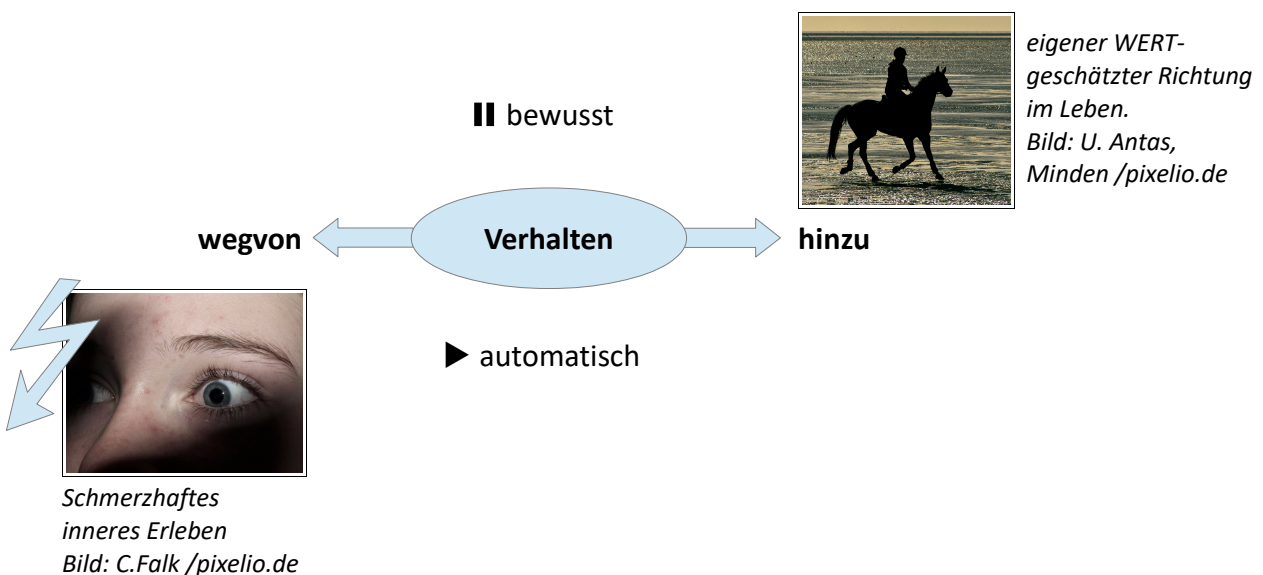 eigener WERT-
geschätzter Richtung
im Leben.
Bild: U. Antas,
Minden /pixelio.de
bewusst
wegvon
Verhalten
hinzu
automatisch
Schmerzhaftes
inneres Erleben
Bild: C.Falk /pixelio.de